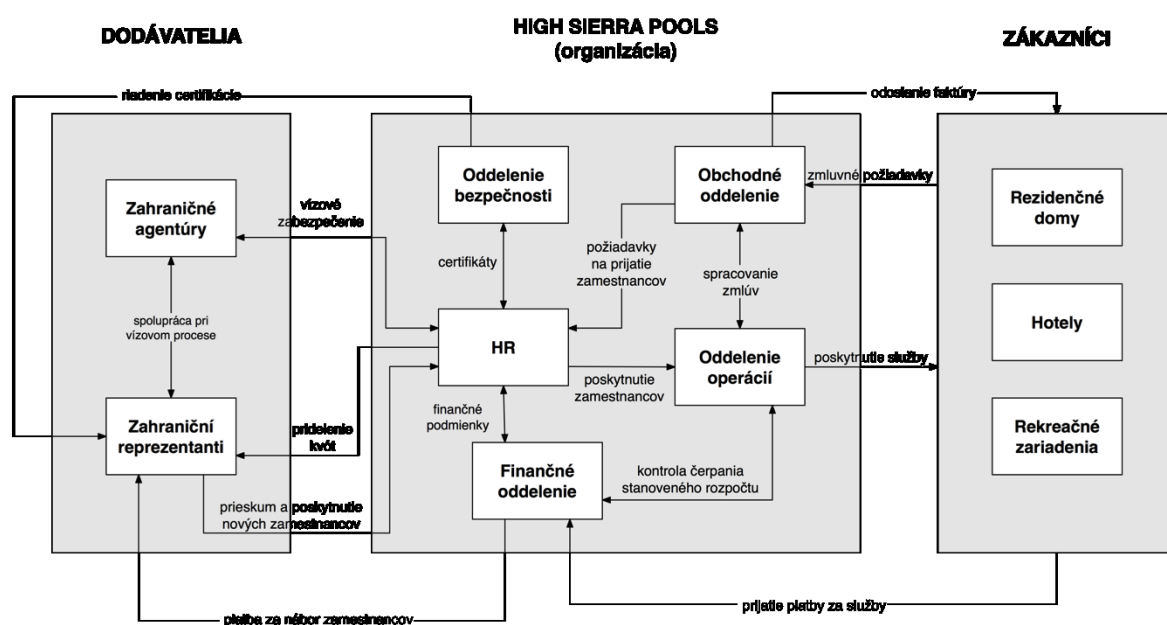 DODÁVATELIA
HIGH SIERRA POOLS
(organizácia)
ZÁKAZNÍCI
riadenie certifikácie
odoslanie faktúry
Zahraničné
agentúry
vízové
zabezpečenie
Oddelenie
bezpečnosti
Obchodné
oddelenie
zmluvné požiadavky
Rezidenčné
domy
certifikáty
požiadavky
na prijatie
zamestnancov
spracovanie
zmlúv
spolupráca pri
vízovom procese
HR
Oddelenie
operácií
poskytnutie služby
Hotely
poskytnutie
zamestnancov
finančné
podmienky
Zahraniční
reprezentanti
pridelenie
kvót
Finančné
oddelenie
kontrola čerpania
stanoveného rozpočtu
Rekreačné
zariadenia
prieskum a poskytnutie
nových zamestnancov
platba za nábor zamestnancov
prijatie platby za služby